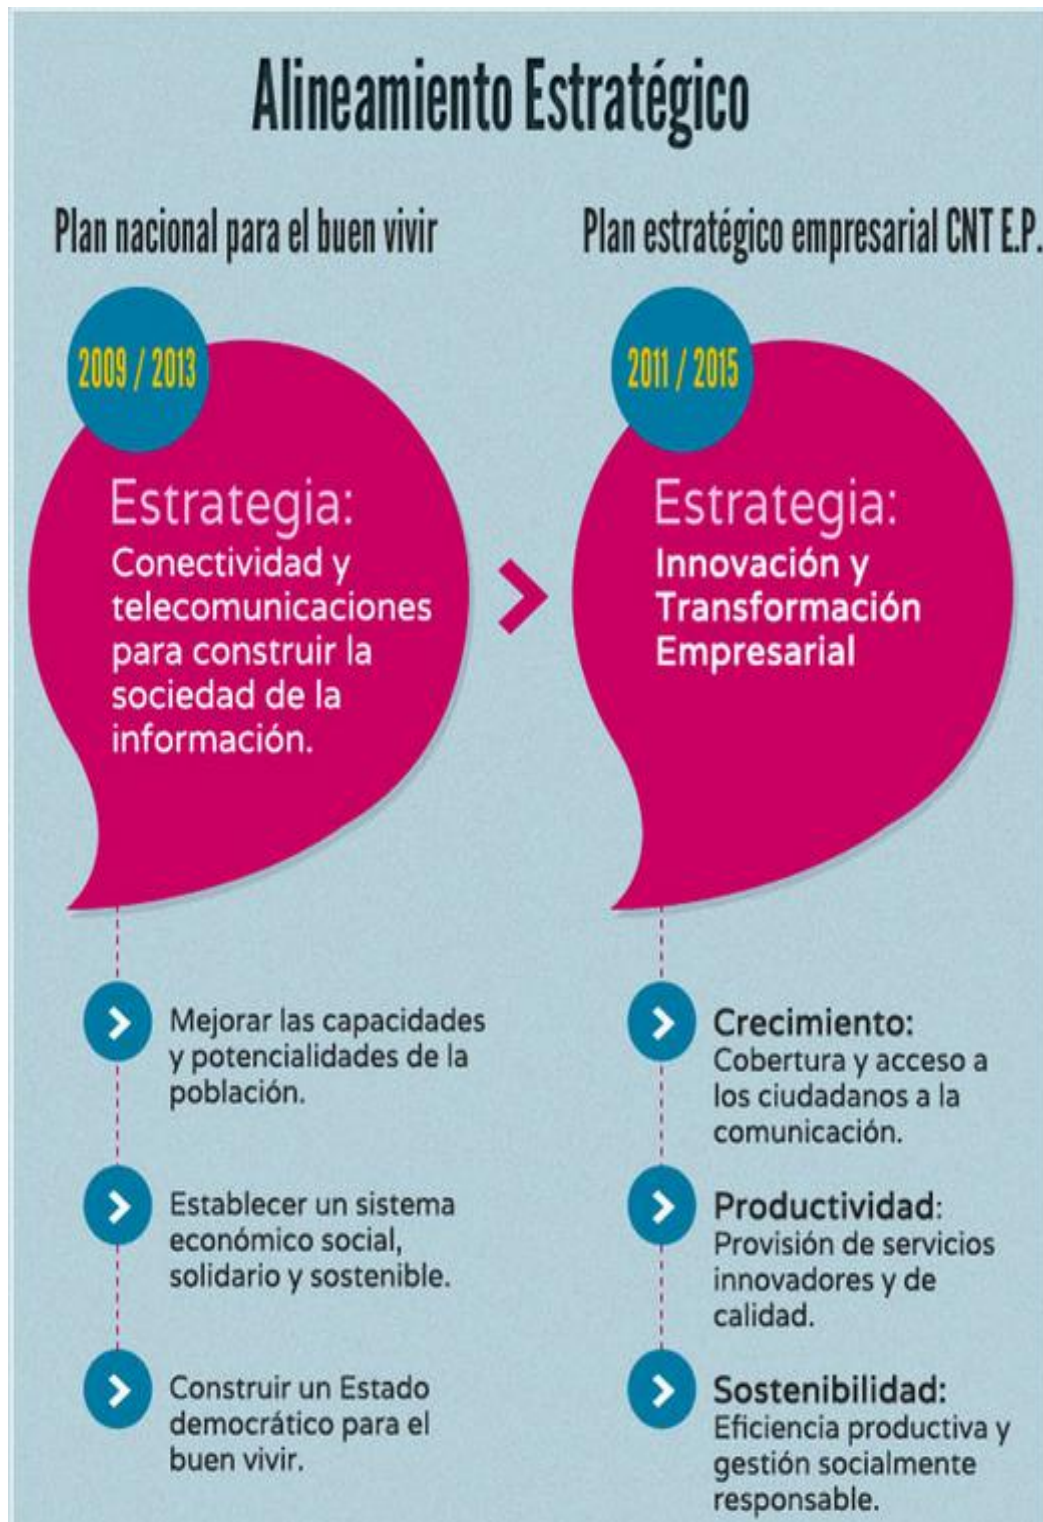 Alineamiento Estratégico
Plan nacional para el buen vivir
2009 / 2013
Estrategia:
Conectividad y
telecomunicaciones
para construir la
sociedad de la
información.
Mejorar las capacidades
y potencialidades de la
población.
Establecer un sistema
económico social,
solidario y sostenible.
Construir un Estado
democrático para el
buen vivir.
Plan estratégico empresarial CNT E.P.
2011 / 2015
Estrategia:
Innovación y
Transformación
Empresarial
Crecimiento:
Cobertura y acceso a
los ciudadanos a la
comunicación.
Productividad:
Provisión de servicios
innovadores y de
calidad.
Sostenibilidad:
Eficiencia productiva y
gestión socialmente
responsable.